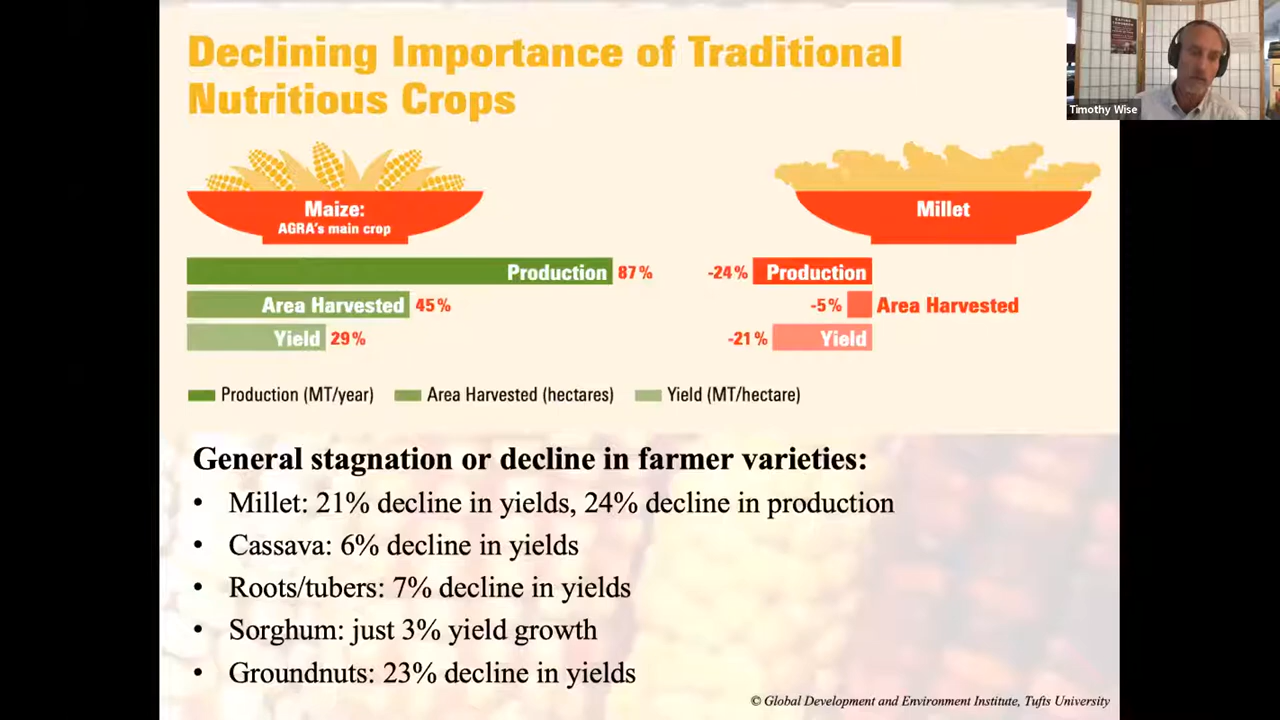 Declining Importance of Traditional
Nutritious Crops
Timothy Wise
Maize:
AGRA's main crop
Millet
Production 87%
Area Harvested 45%
Yield 29%
-24% Production
-5% Area Harvested
-21% Yield
Production (MT/year) Area Harvested (hectares) Yield (MT/hectare)
General stagnation or decline in farmer varieties:
• Millet: 21% decline in yields, 24% decline in production
• Cassava: 6% decline in yields
• Roots/tubers: 7% decline in yields
• Sorghum: just 3% yield growth
• Groundnuts: 23% decline in yields
© Global Development and Environment Institute, Tufts University